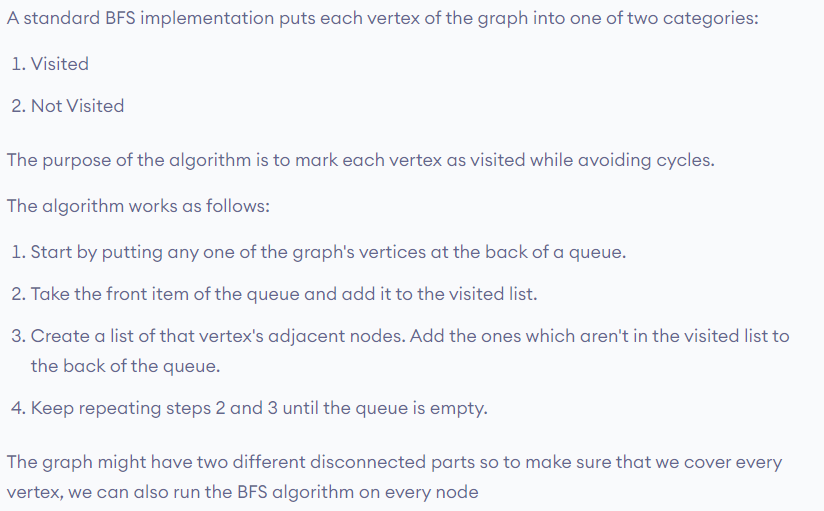 A standard BFS implementation puts each vertex of the graph into one of two categories:
1. Visited
2. Not Visited
The purpose of the algorithm is to mark each vertex as visited while avoiding cycles.
The algorithm works as follows:
1. Start by putting any one of the graph's vertices at the back of a queue.
2. Take the front item of the queue and add it to the visited list.
3. Create a list of that vertex's adjacent nodes. Add the ones which aren't in the visited list to
the back of the queue.
4. Keep repeating steps 2 and 3 until the queue is empty.
The graph might have two different disconnected parts so to make sure that we cover every
vertex, we can also run the BFS algorithm on every node